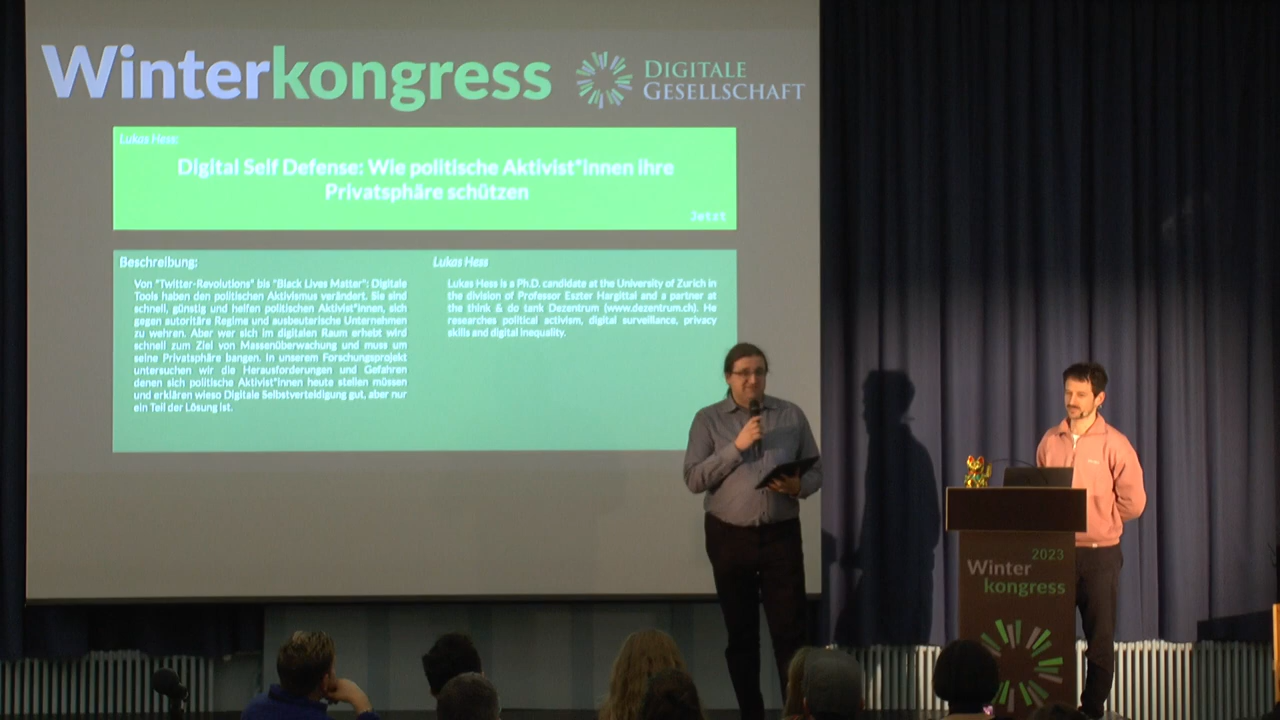 Winterkongress
DIGITALE
GESELLSCHAFT
Lukas Hess:
Digital Self Defense: Wie politische Aktivist*innen ihre
Privatsphäre schützen
Jetzt
Beschreibung:
Von "Twitter-Revolutions" bis "Black Lives Matter": Digitale
Tools haben den politischen Aktivismus verändert. Sie sind
schnell, günstig und helfen politischen Aktivist*innen, sich
gegen autoritäre Regime und ausbeuterische Unternehmen
zu wehren. Aber wer sich im digitalen Raum erhebt wird
schnell zum Ziel von Massenüberwachung und muss um
seine Privatsphäre bangen. In unserem Forschungsprojekt
untersuchen wir die Herausforderungen und Gefahren
denen sich politische Aktivist*innen heute stellen müssen
und erklären wieso Digitale Selbstverteidigung gut, aber nur
ein Teil der Lösung ist.
Lukas Hess
Lukas Hess is a Ph.D. candidate at the University of Zurich in
the division of Professor Eszter Hargittai and a partner at
the think & do tank Dezentrum (www.dezentrum.ch). He
researches political activism, digital surveillance, privacy
skills and digital inequality.
2023
Winter
kongress